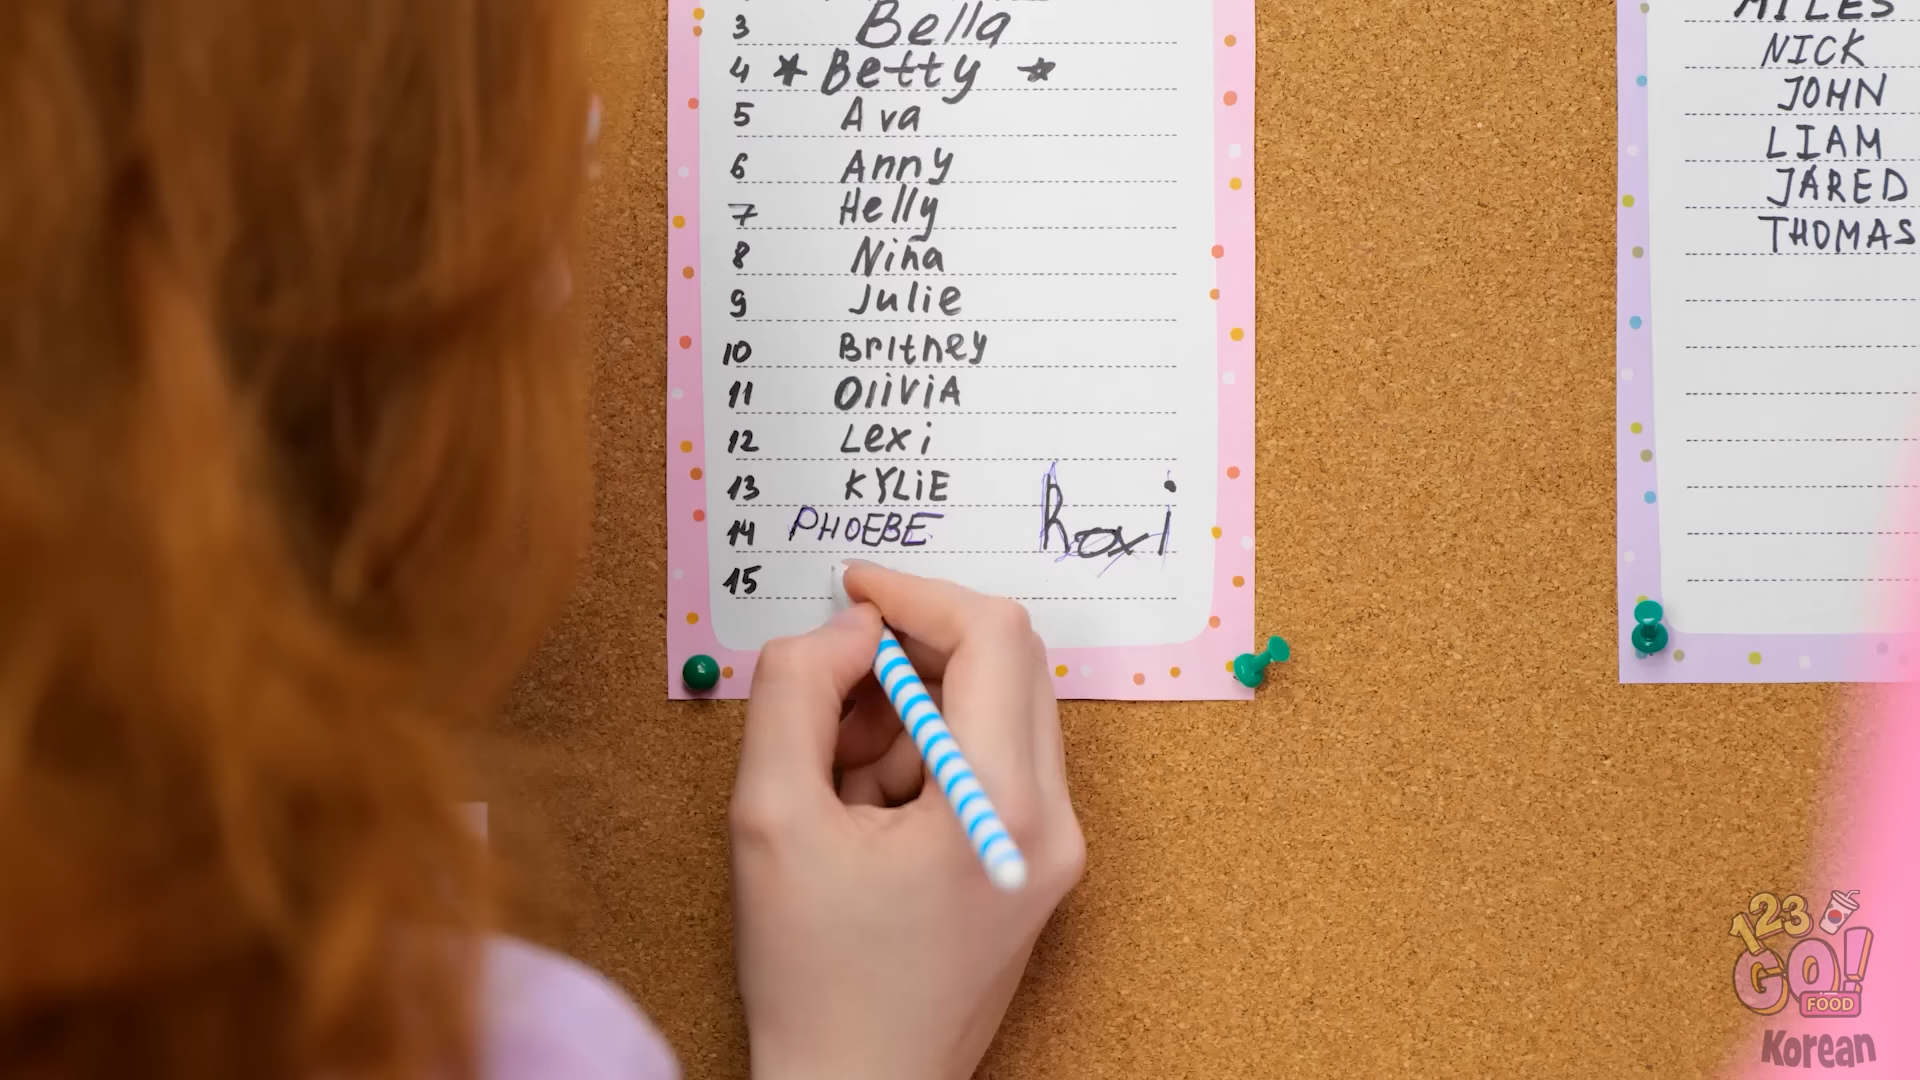 3 Bella
4 * Betty *
5 Ava
6 Anny
7 Helly
8 Nina
9 Julie
10 Britney
11 OliviA
12 Lexi
13 KYLiE
14 PHOEBE
Roxi
15
MILES
NICK
JOHN
LIAM
JARED
THOMAS
123
GO!
FOOD
Korean